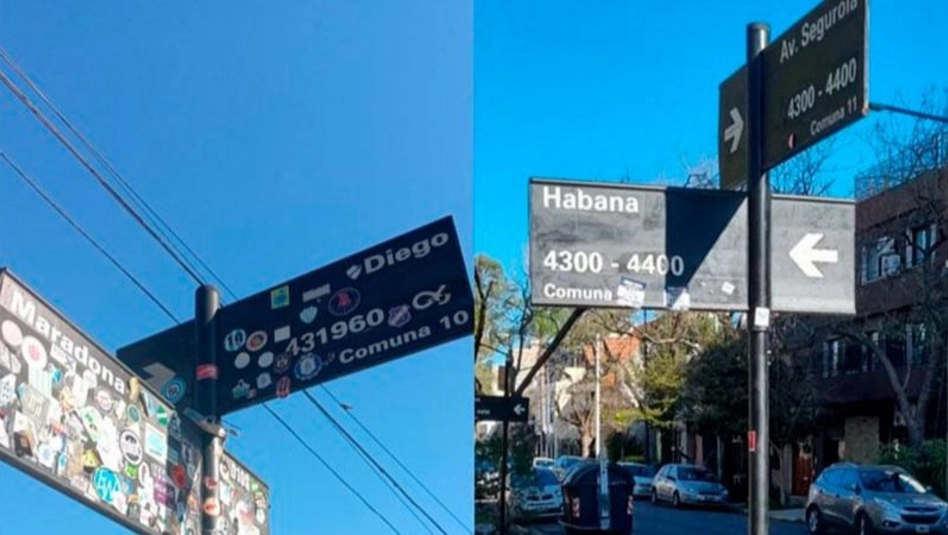 Diego
431960
Comuna 10
Maradona
Av. Segurola
4300 - 4400
Comuna 11
Habana
4300 - 4400
Comuna